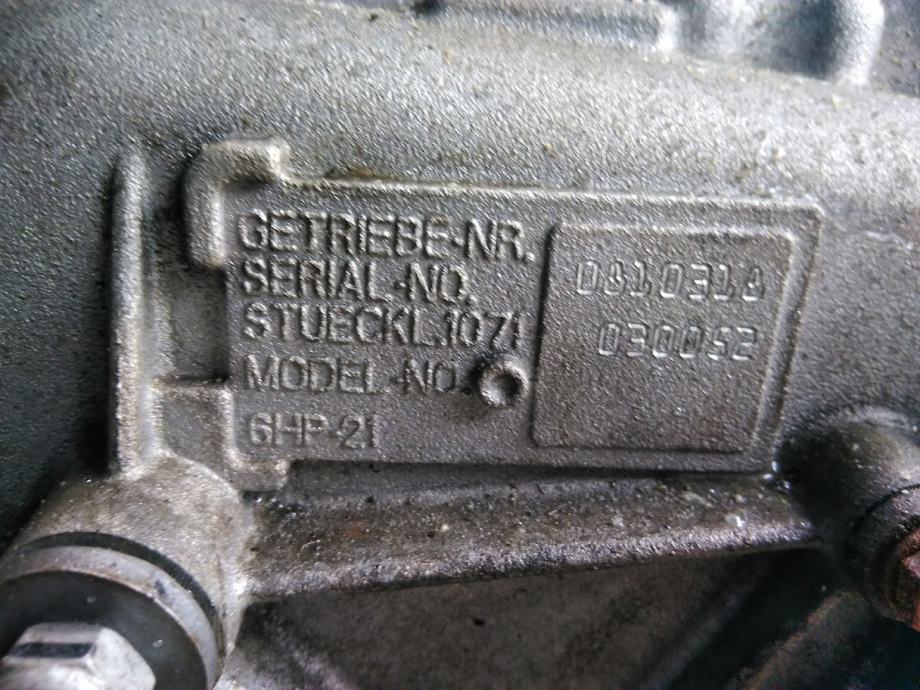 GETRIEBE-NR.
SERIAL-NO.
STUECKL.1071
MODEL-NO.
6HP-21
030052